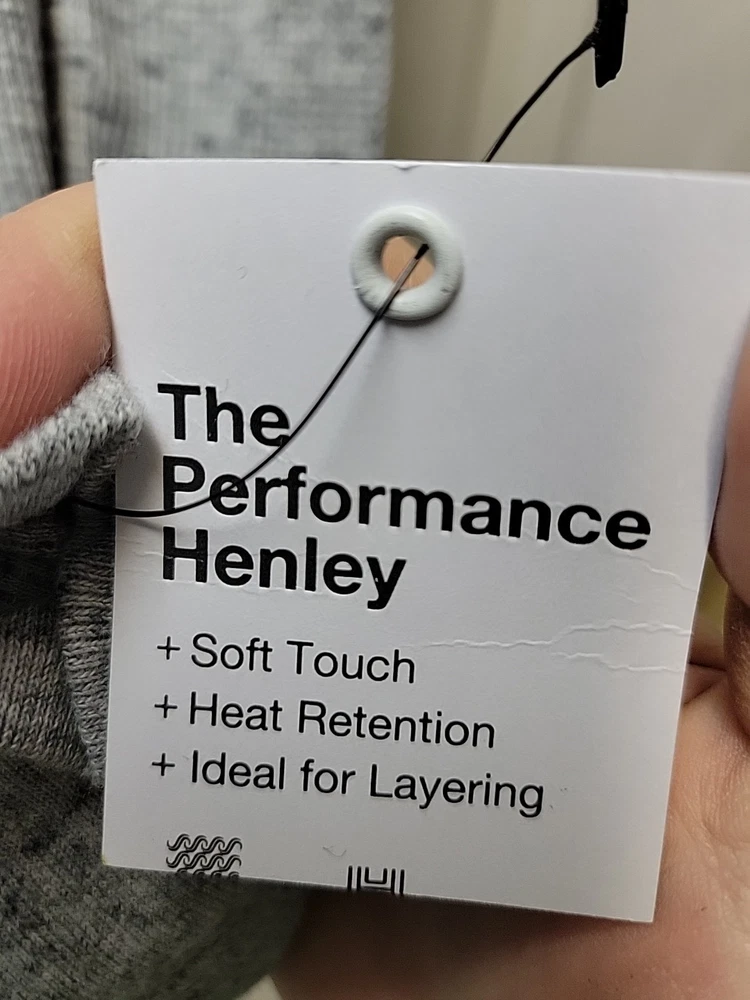 The
Performance
Henley
+ Soft Touch
+ Heat Retention
+ Ideal for Layering